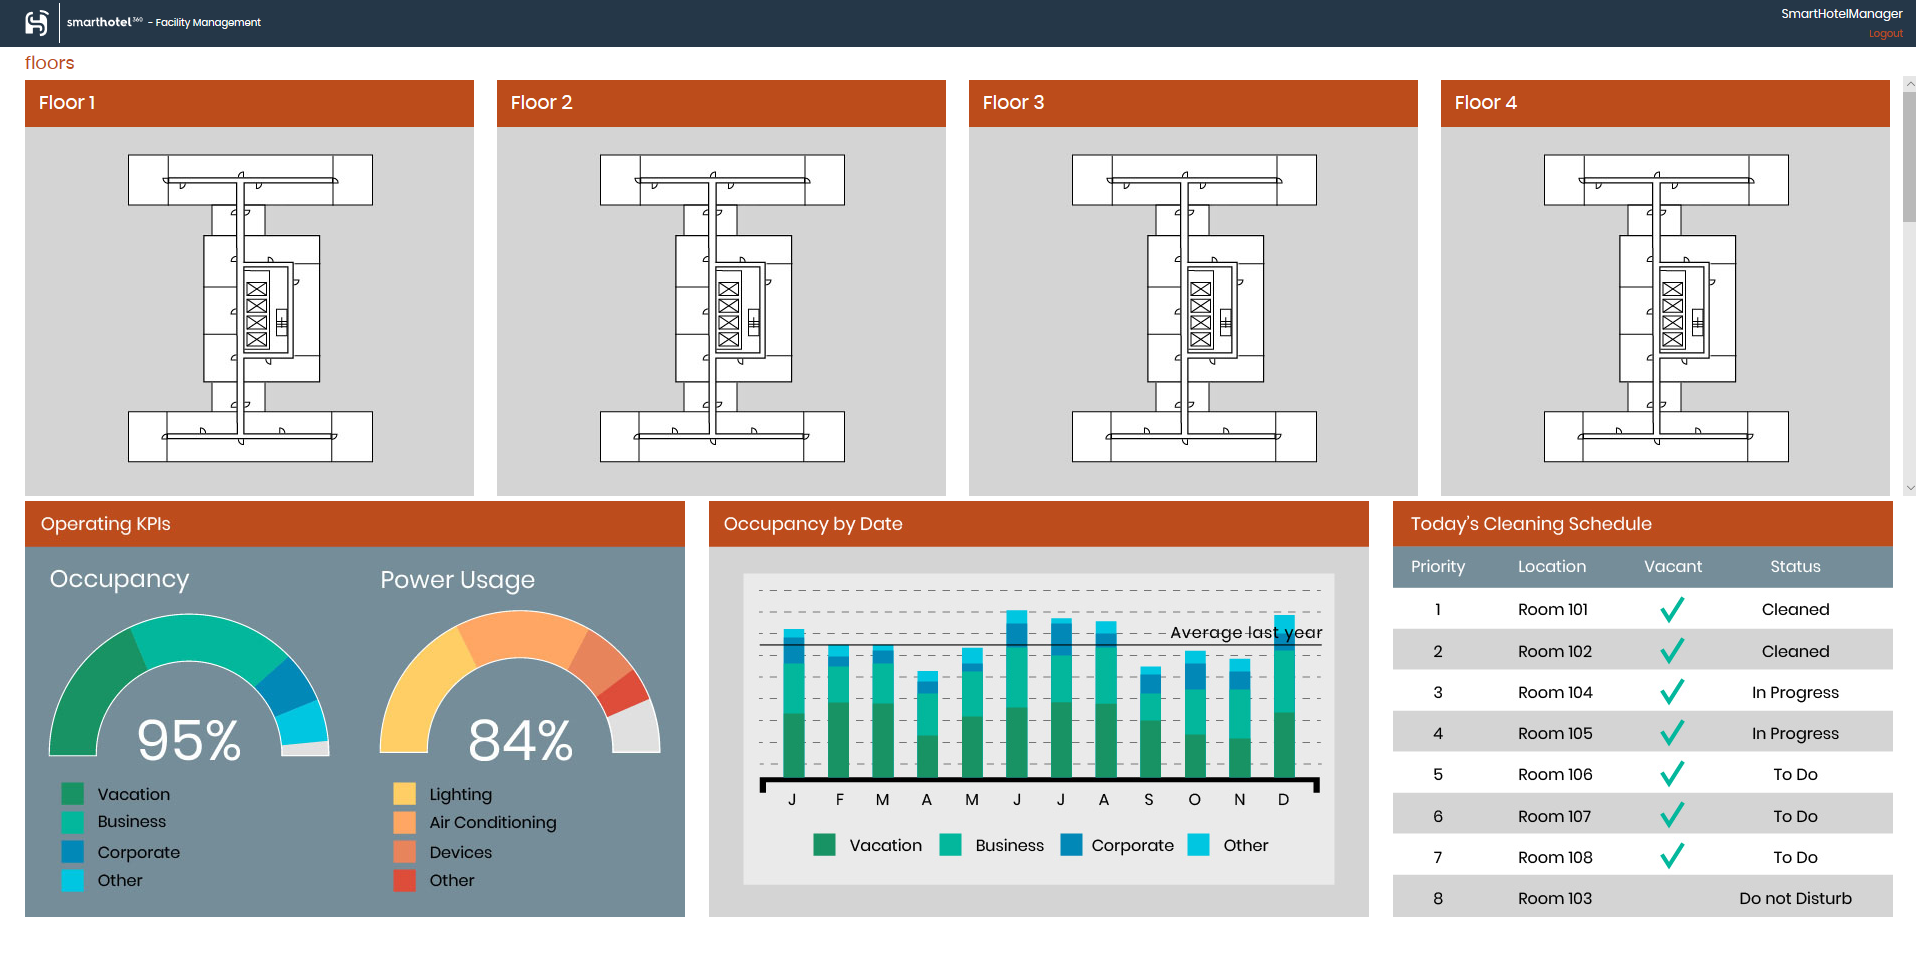 smarthotel 360 - Facility Management
SmartHotelManager
Logout
floors
Floor 1
Floor 2
Floor 3
Floor 4
Operating KPIs
Occupancy
Power Usage
95%
84%
Vacation
Business
Corporate
Other
Lighting
Air Conditioning
Devices
Other
Occupancy by Date
Average last year
J F M A M J J A S O N D
Vacation Business Corporate Other
Today's Cleaning Schedule
Priority Location Vacant Status
1 Room 101 Cleaned
2 Room 102 Cleaned
3 Room 104 In Progress
4 Room 105 In Progress
5 Room 106 To Do
6 Room 107 To Do
7 Room 108 To Do
8 Room 103 Do not Disturb